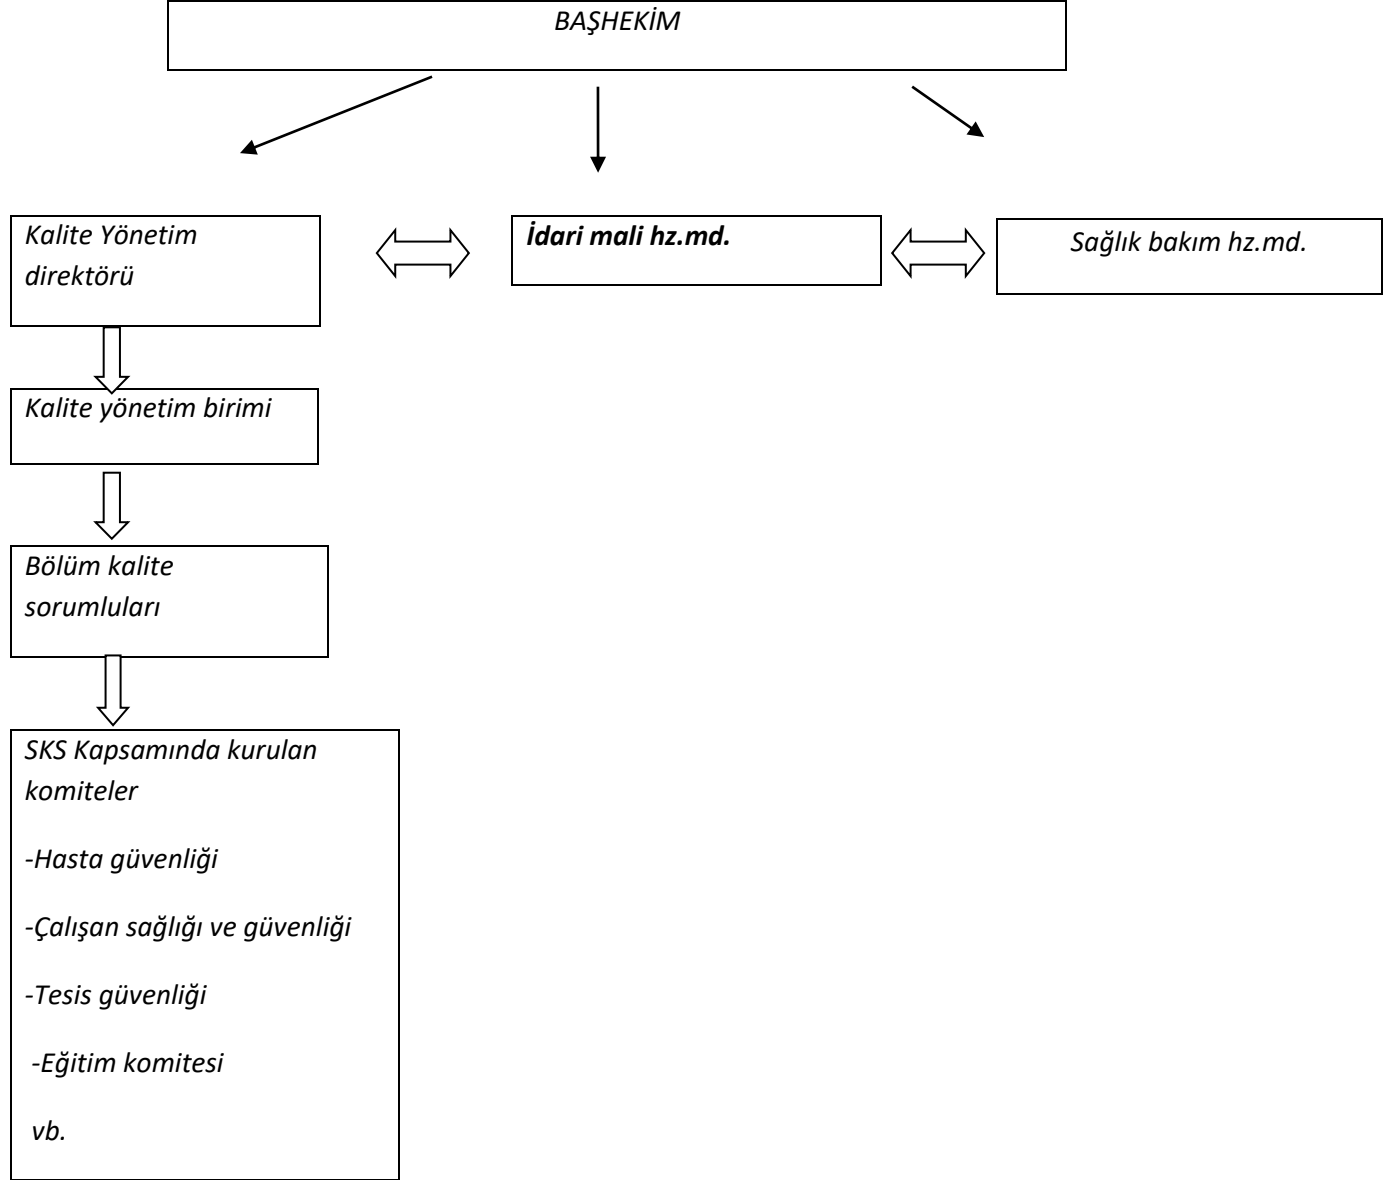 BAŞHEKİM
Kalite Yönetim
direktörü
İdari mali hz.md.
Sağlık bakım hz.md.
Kalite yönetim birimi
Bölüm kalite
sorumluları
SKS Kapsamında kurulan
komiteler
-Hasta güvenliği
-Çalışan sağlığı ve güvenliği
-Tesis güvenliği
-Eğitim komitesi
vb.